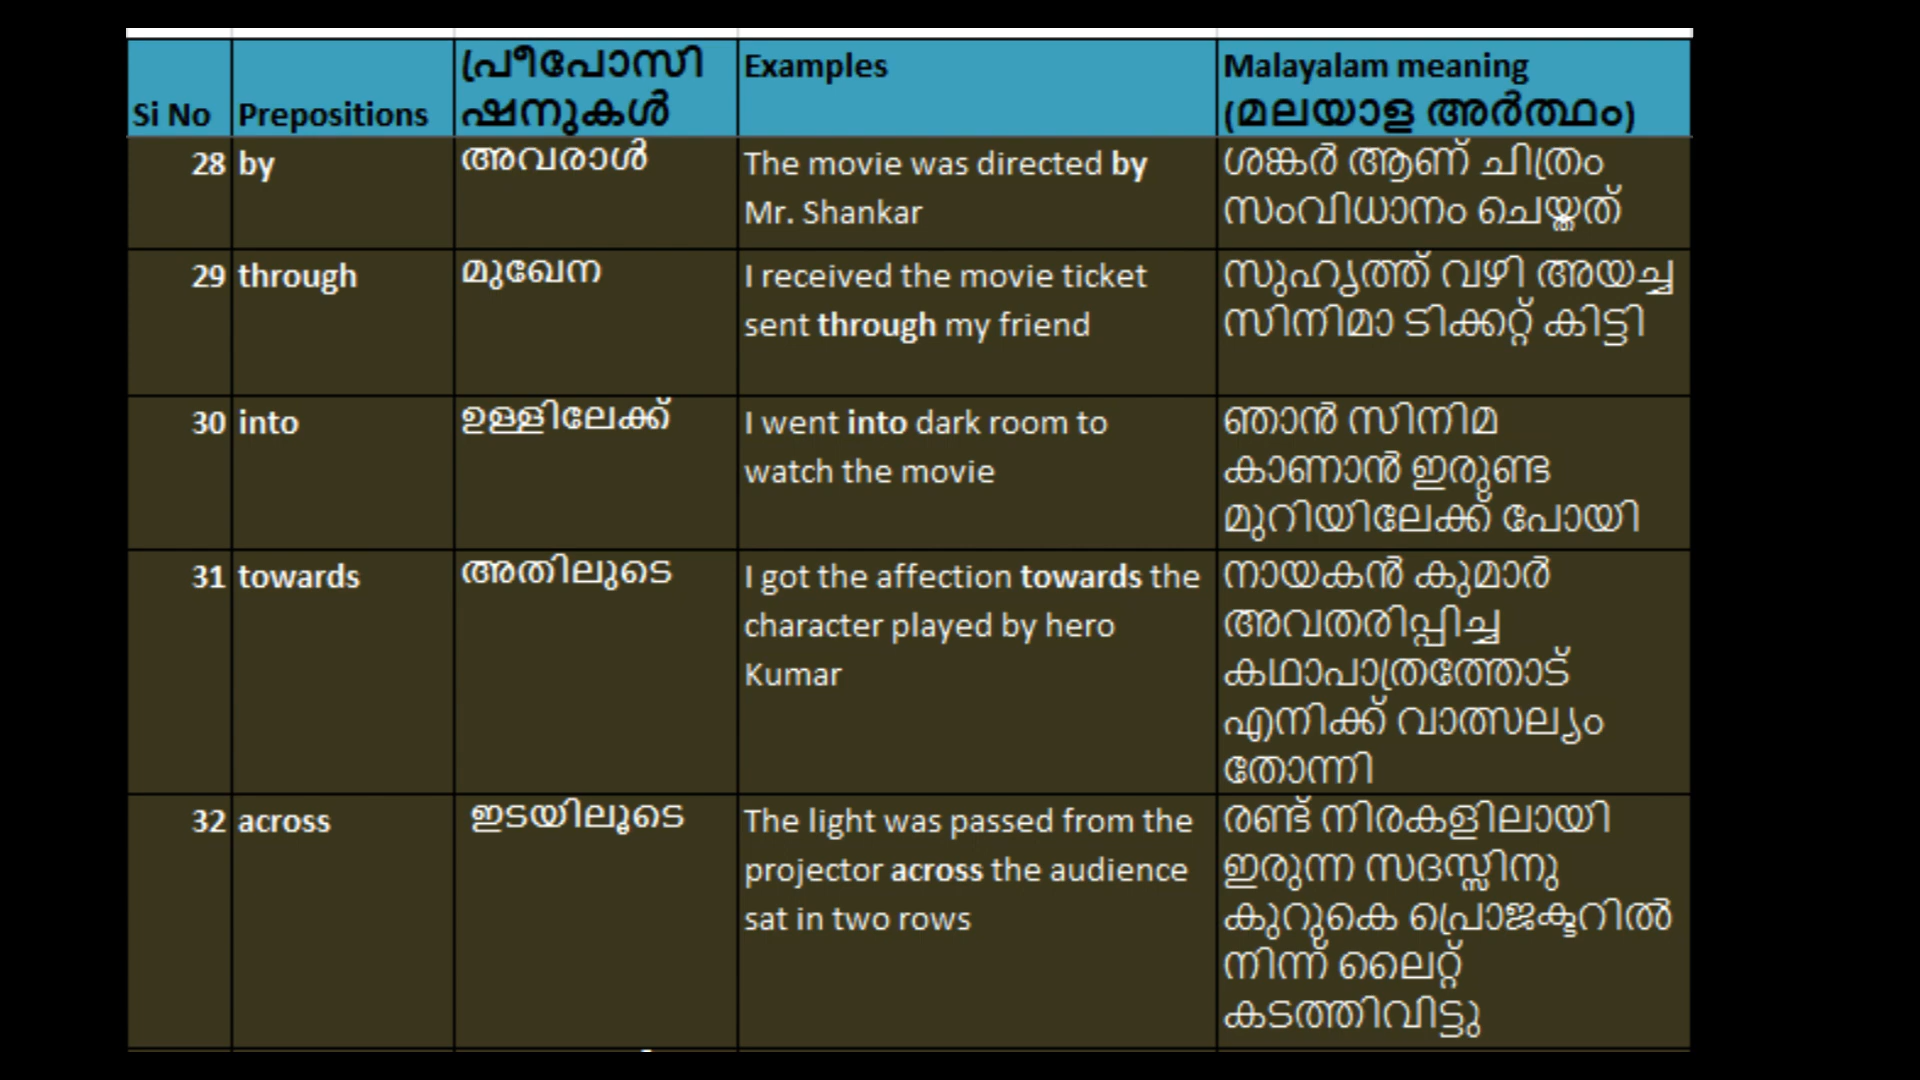 Si No Prepositions പ്രീപോസി
ഷനുകൾ Examples Malayalam meaning
(മലയാള അർത്ഥം)
28 by അവരാൾ The movie was directed by ശങ്കർ ആണ് ചിത്രം
Mr. Shankar സംവിധാനം ചെയ്തത്
29 through മുഖേന I received the movie ticket സുഹൃത്ത് വഴി അയച്ച
sent through my friend സിനിമാ ടിക്കറ്റ് കിട്ടി
30 into ഉള്ളിലേക്ക് I went into dark room to ഞാൻ സിനിമ
watch the movie കാണാൻ ഇരുണ്ട
മുറിയിലേക്ക് പോയി
31 towards അതിലുടെ I got the affection towards the നായകൻ കുമാർ
character played by hero അവതരിപ്പിച്ച
Kumar കഥാപാത്രത്തോട്
എനിക്ക് വാത്സല്യം
തോന്നി
32 across ഇടയിലൂടെ The light was passed from the രണ്ട് നിരകളിലായി
projector across the audience ഇരുന്ന സദസ്സിനു
sat in two rows കുറുകെ പ്രൊജക്ടറിൽ
നിന്ന് ലൈറ്റ്
കടത്തിവിട്ടു